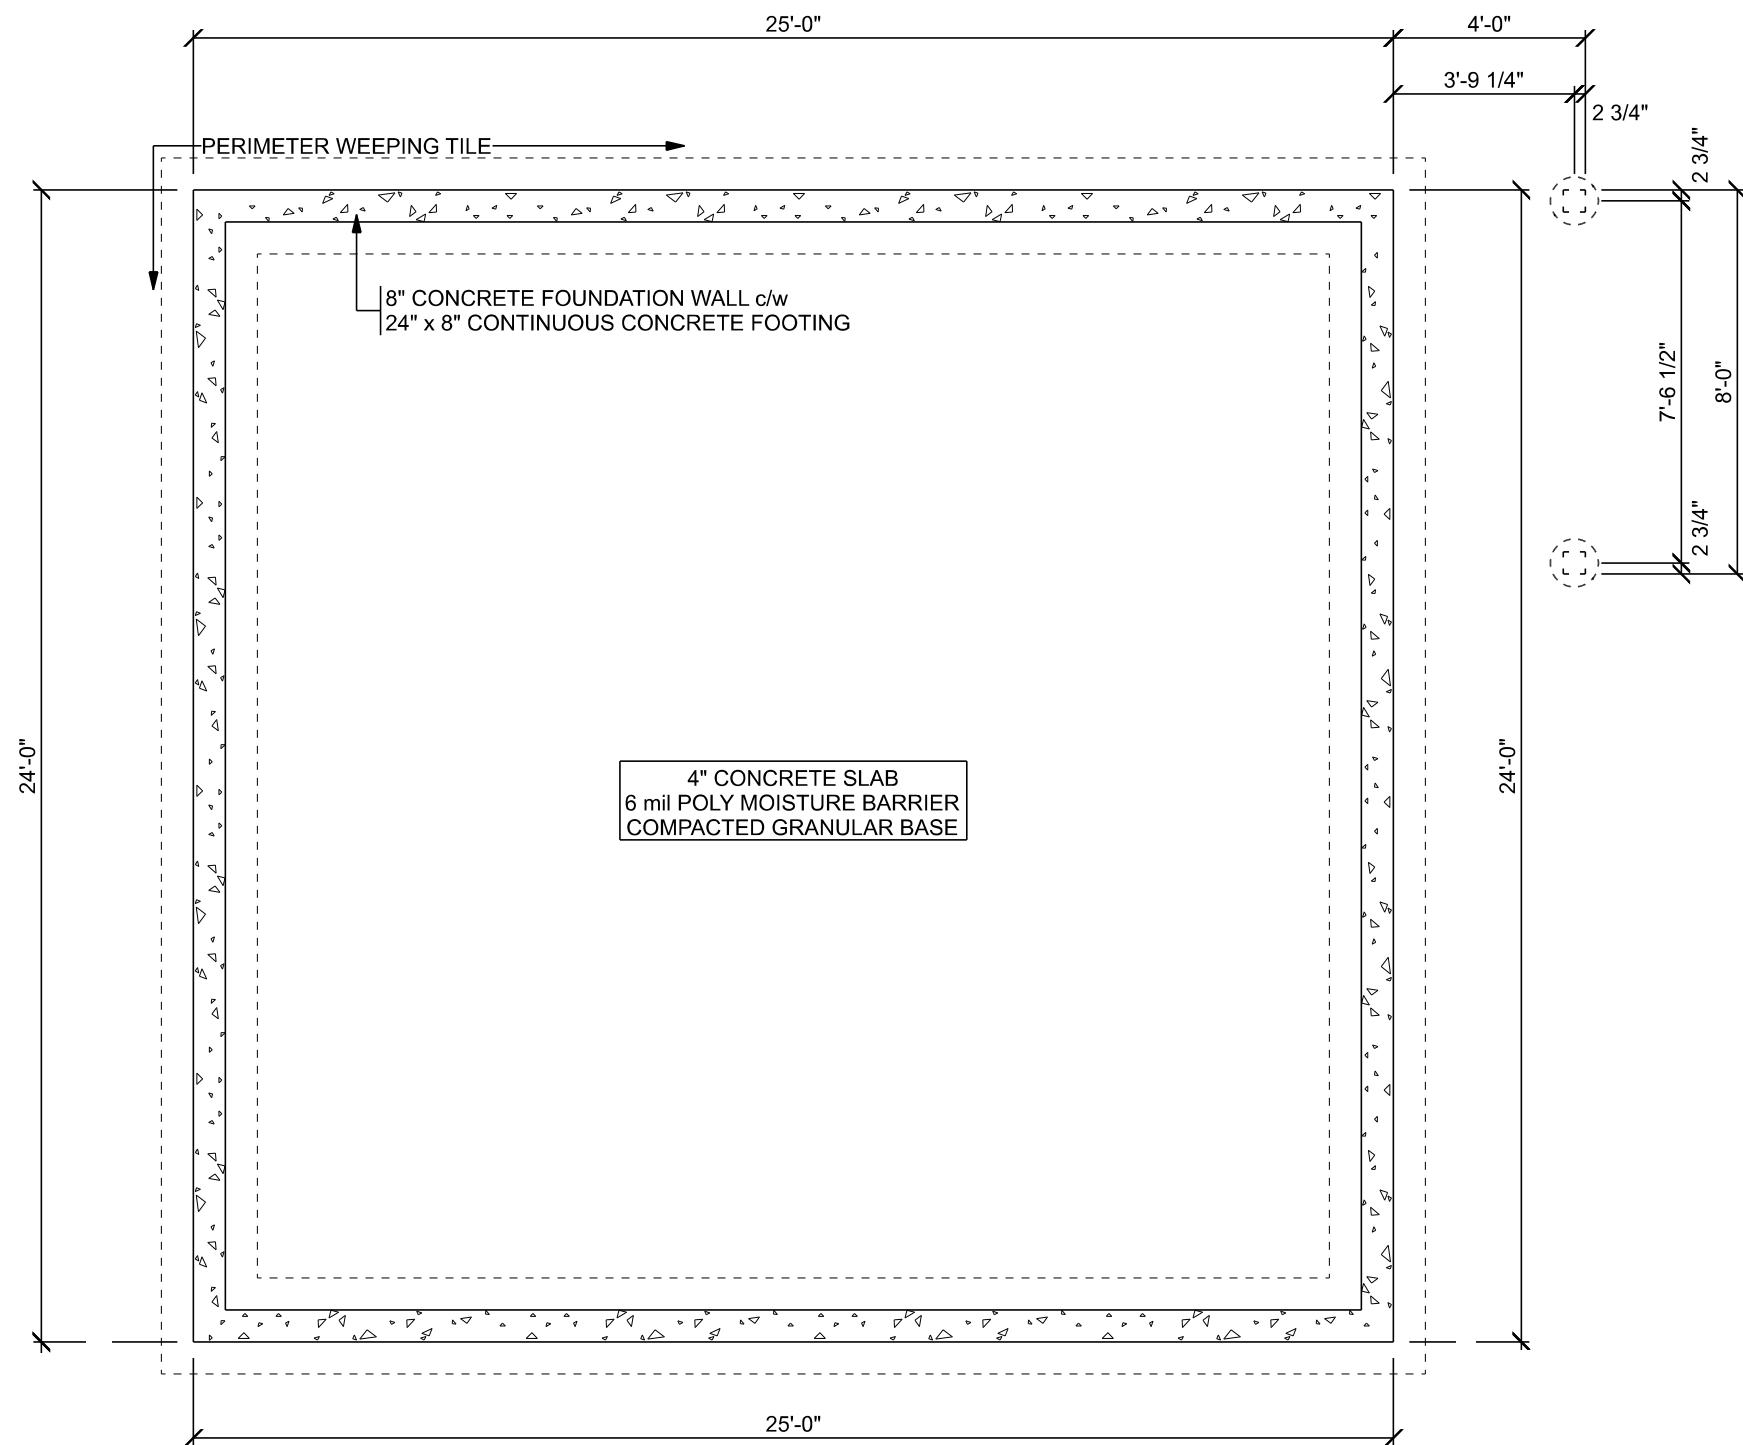 25'-0"
4'-0"
3'-9 1/4"
2 3/4"
2 3/4"
PERIMETER WEEPING TILE
8" CONCRETE FOUNDATION WALL c/w
24" x 8" CONTINUOUS CONCRETE FOOTING
7'-6 1/2"
8'-0"
2 3/4"
24'-0"
4" CONCRETE SLAB
6 mil POLY MOISTURE BARRIER
COMPACTED GRANULAR BASE
24'-0"
25'-0"